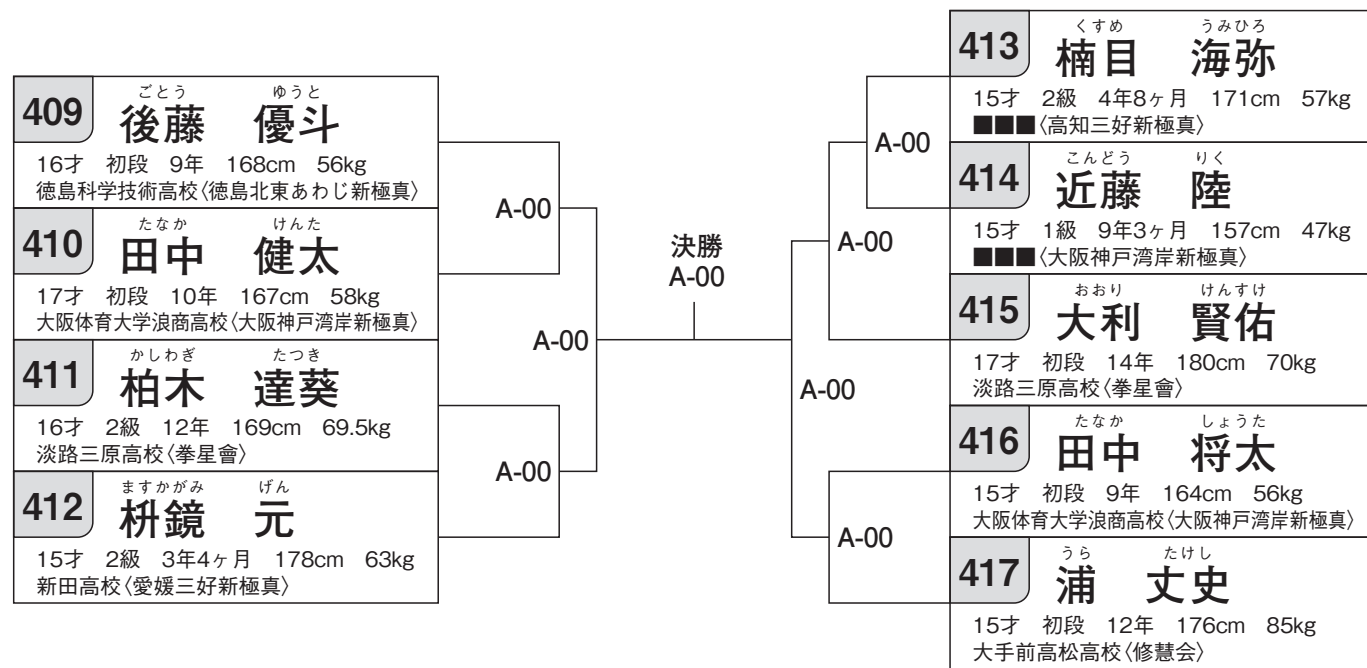 409
ごとう ゆうと
後藤 優斗
16才 初段 9年 168cm 56kg
徳島科学技術高校〈徳島北東あわじ新極真〉
410
たなか けんた
田中 健太
17才 初段 10年 167cm 58kg
大阪体育大学浪商高校〈大阪神戸湾岸新極真〉
411
かしわぎ たつき
柏木 達葵
16才 2級 12年 169cm 69.5kg
淡路三原高校〈拳星會〉
412
ますかがみ げん
枡鏡 元
15才 2級 3年4ヶ月 178cm 63kg
新田高校〈愛媛三好新極真〉
A-00
A-00
A-00
決勝
A-00
A-00
A-00
A-00
A-00
413
くすめ うみひろ
楠目 海弥
15才 2級 4年8ヶ月 171cm 57kg
■■■〈高知三好新極真〉
414
こんどう りく
近藤 陸
15才 1級 9年3ヶ月 157cm 47kg
■■■〈大阪神戸湾岸新極真〉
415
おおり けんすけ
大利 賢佑
17才 初段 14年 180cm 70kg
淡路三原高校〈拳星會〉
416
たなか しょうた
田中 将太
15才 初段 9年 164cm 56kg
大阪体育大学浪商高校〈大阪神戸湾岸新極真〉
417
うら たけし
浦 丈史
15才 初段 12年 176cm 85kg
大手前高松高校〈修慧会〉